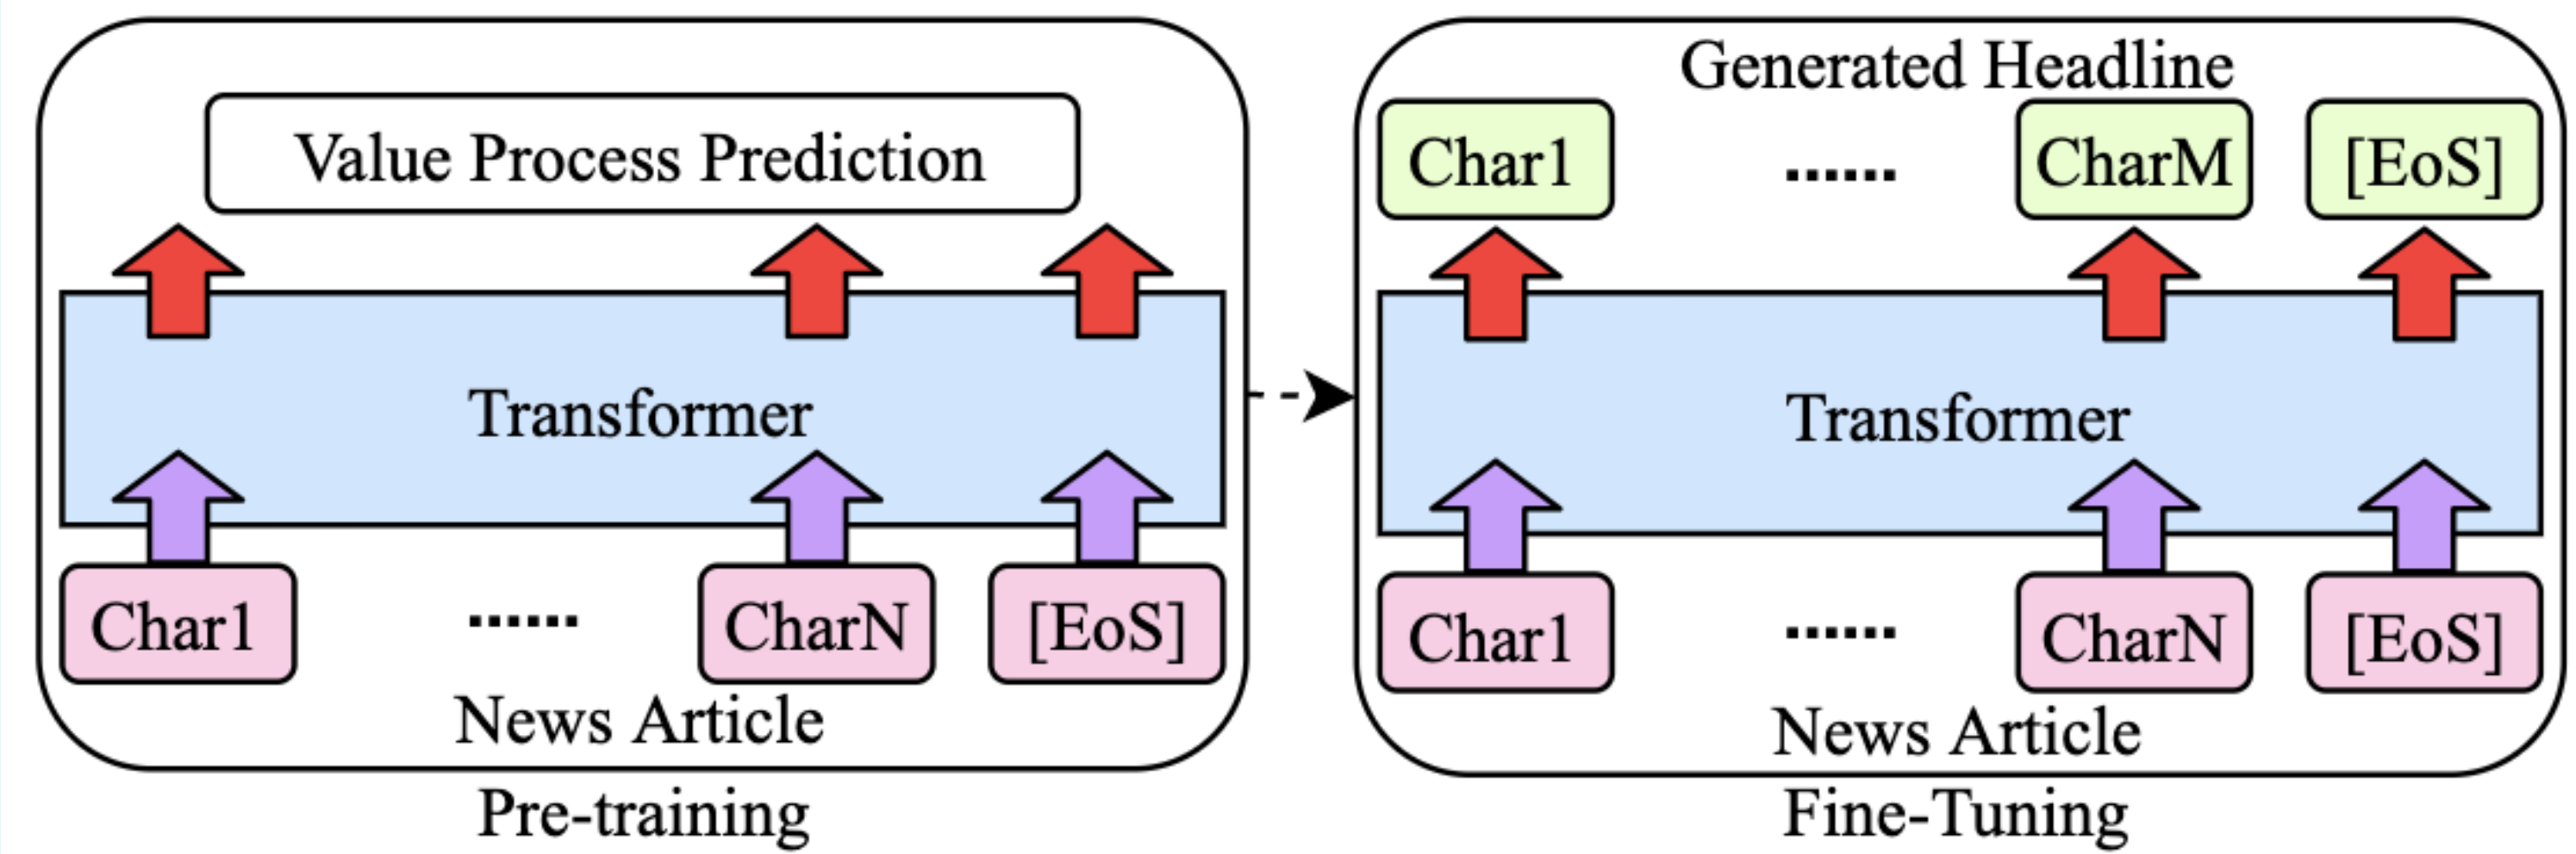 Value Process Prediction
Transformer
Char1 ...... CharN [EoS]
News Article
Pre-training
Generated Headline
Char1 ...... CharM [EoS]
Transformer
Char1 ...... CharN [EoS]
News Article
Fine-Tuning